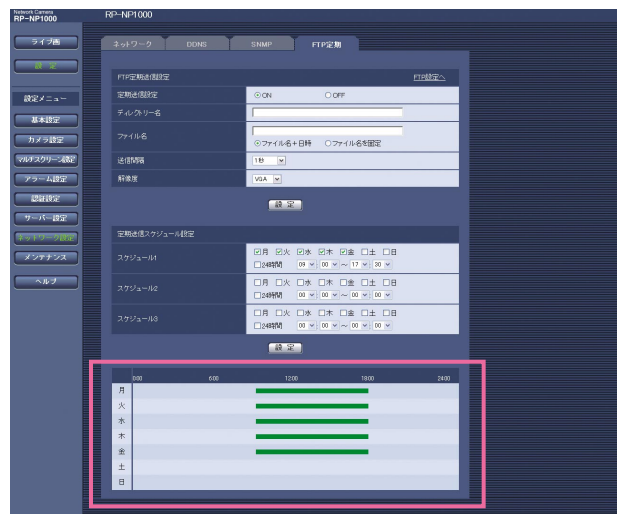 Network Camera
RP-NP1000
RP-NP1000
ライブ画
設 定
設定メニュー
基本設定
カメラ設定
マルチスクリーン設定
アラーム設定
認証設定
サーバー設定
ネットワーク設定
メンテナンス
ヘルプ
ネットワーク DDNS SNMP FTP定期
FTP定期送信設定 FTP設定へ
定期送信設定 ON OFF
ディレクトリー名
ファイル名
ファイル名+日時 ファイル名を固定
送信間隔 1秒
解像度 VGA
設 定
定期送信スケジュール設定
スケジュール1 月 火 水 木 金 土 日
24時間 09 : 00 ~ 17 : 30
スケジュール2 月 火 水 木 金 土 日
24時間 00 : 00 ~ 00 : 00
スケジュール3 月 火 水 木 金 土 日
24時間 00 : 00 ~ 00 : 00
設 定
0:00 6:00 12:00 18:00 24:00
月
火
水
木
金
土
日